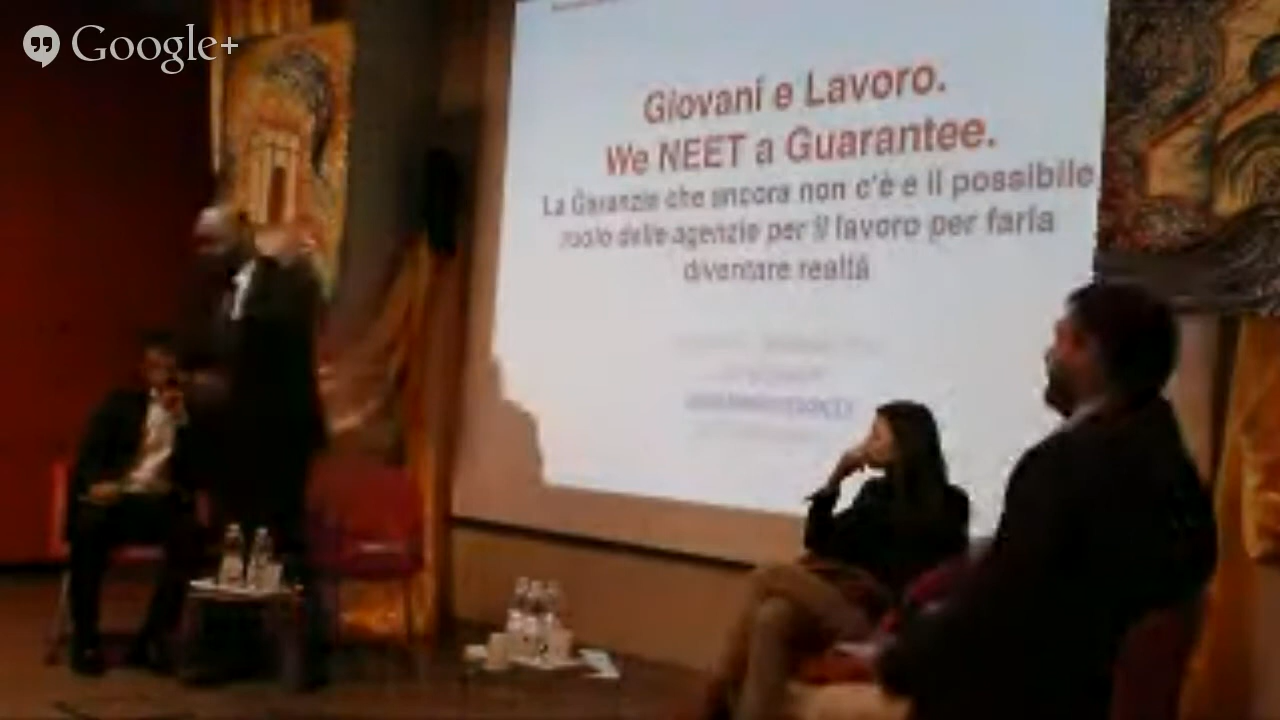 Google+
Giovani e Lavoro.
We NEET a Guarantee.
La Garanzia che ancora non c'è e il possibile
ruolo delle agenzie per il lavoro per farla
diventare realtà